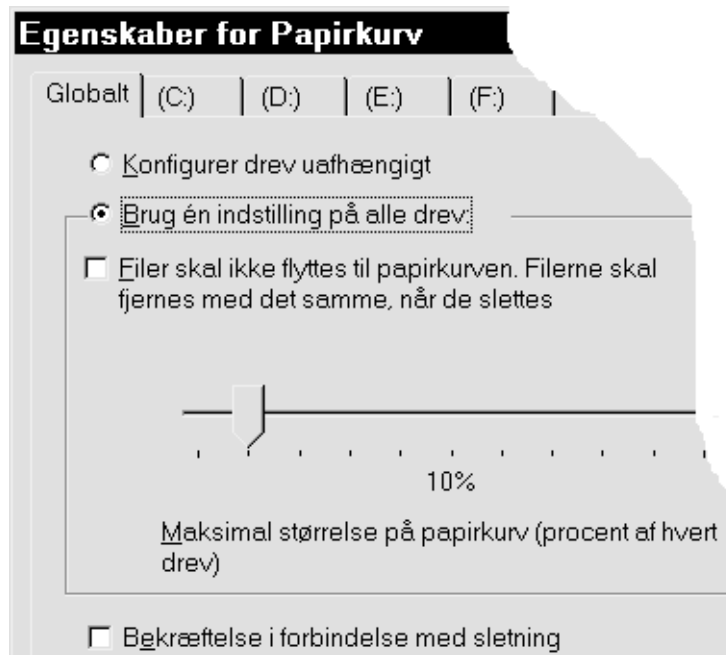 Egenskaber for Papirkurv
Globalt (C:) (D:) (E:) (F:)
Konfigurer drev uafhængigt
Brug én indstilling på alle drev:
Filer skal ikke flyttes til papirkurven. Filerne skal
fjernes med det samme, når de slettes
10%
Maksimal størrelse på papirkurv (procent af hvert
drev)
Bekræftelse i forbindelse med sletning